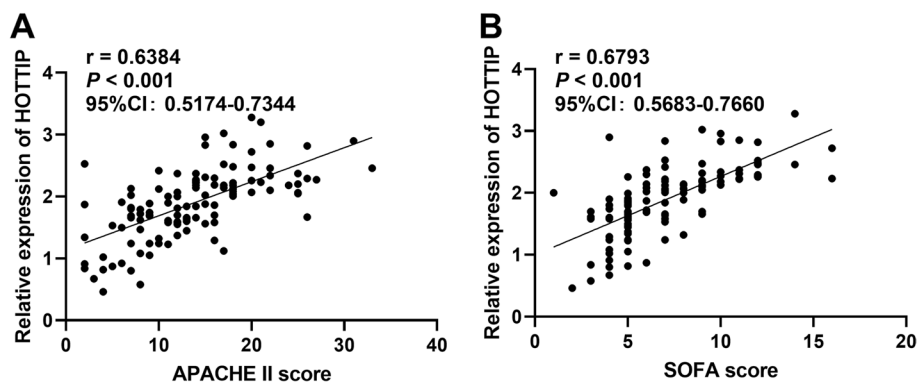 A
r = 0.6384
P < 0.001
95%CI: 0.5174-0.7344
Relative expression of HOTTIP
4
3
2
1
0
0 10 20 30 40
APACHE II score
B
r = 0.6793
P < 0.001
95%CI: 0.5683-0.7660
Relative expression of HOTTIP
4
3
2
1
0
0 5 10 15 20
SOFA score